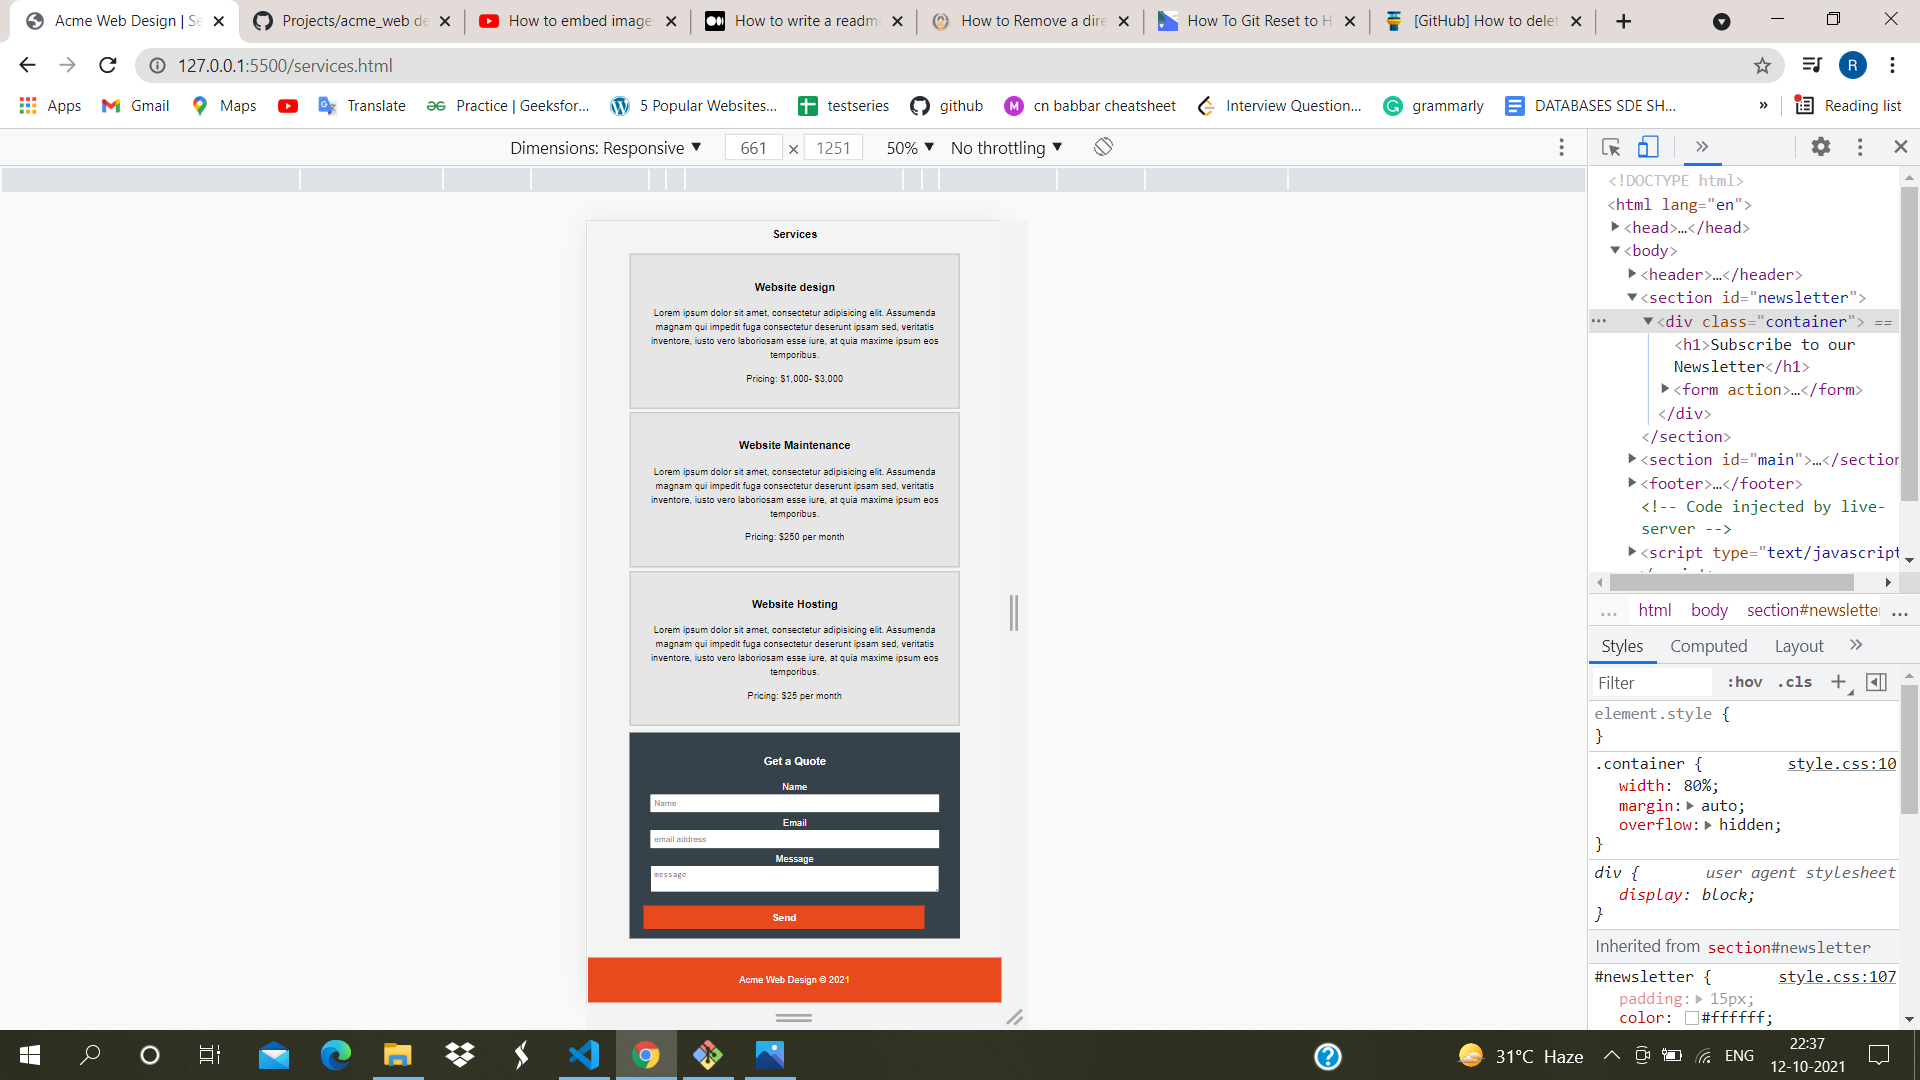 Acme Web Design | Se
Projects/acme_web de
How to embed image
How to write a readme
How to Remove a dire
How To Git Reset to H
[GitHub] How to delet
127.0.0.1:5500/services.html
R
Apps
Gmail
Maps
Translate
Practice | Geeksfor...
5 Popular Websites...
testseries
github
cn babbar cheatsheet
Interview Question...
grammarly
DATABASES SDE SH...
»
Reading list
Dimensions: Responsive ▼ 661 × 1251 50% ▼ No throttling ▼
Services
Website design
Lorem ipsum dolor sit amet, consectetur adipisicing elit. Assumenda
magnam qui impedit fuga consectetur deserunt ipsam sed, veritatis
inventore, iusto vero laboriosam esse iure, at quia maxime ipsum eos
temporibus.
Pricing: $1,000- $3,000
Website Maintenance
Lorem ipsum dolor sit amet, consectetur adipisicing elit. Assumenda
magnam qui impedit fuga consectetur deserunt ipsam sed, veritatis
inventore, iusto vero laboriosam esse iure, at quia maxime ipsum eos
temporibus.
Pricing: $250 per month
Website Hosting
Lorem ipsum dolor sit amet, consectetur adipisicing elit. Assumenda
magnam qui impedit fuga consectetur deserunt ipsam sed, veritatis
inventore, iusto vero laboriosam esse iure, at quia maxime ipsum eos
temporibus.
Pricing: $25 per month
Get a Quote
Name
Name
Email
email address
Message
message
Send
Acme Web Design © 2021
<!DOCTYPE html>
<html lang="en">
<head>…</head>
<body>
<header>…</header>
<section id="newsletter">
<div class="container"> ==
<h1>Subscribe to our
Newsletter</h1>
<form action>…</form>
</div>
</section>
<section id="main">…</section
<footer>…</footer>
<!-- Code injected by live-
server -->
<script type="text/javascript
... html body section#newsletter ...
Styles Computed Layout »
Filter :hov .cls +
element.style {
}
.container { style.css:10
width: 80%;
margin: auto;
overflow: hidden;
}
div { user agent stylesheet
display: block;
}
Inherited from section#newsletter
#newsletter { style.css:107
padding: 15px;
color: #ffffff;
31°C Haze
ENG
22:37
12-10-2021